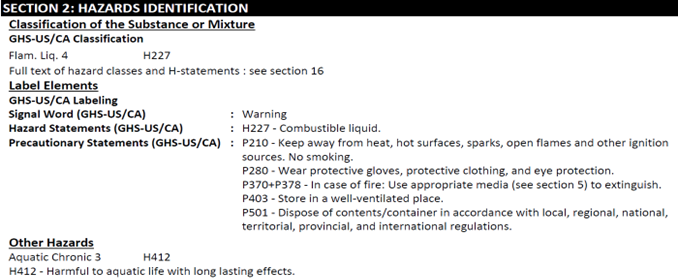 SECTION 2: HAZARDS IDENTIFICATION
Classification of the Substance or Mixture
GHS-US/CA Classification
Flam. Liq. 4 H227
Full text of hazard classes and H-statements : see section 16
Label Elements
GHS-US/CA Labeling
Signal Word (GHS-US/CA) : Warning
Hazard Statements (GHS-US/CA) : H227 - Combustible liquid.
Precautionary Statements (GHS-US/CA) : P210 - Keep away from heat, hot surfaces, sparks, open flames and other ignition
sources. No smoking.
P280 - Wear protective gloves, protective clothing, and eye protection.
P370+P378 - In case of fire: Use appropriate media (see section 5) to extinguish.
P403 - Store in a well-ventilated place.
P501 - Dispose of contents/container in accordance with local, regional, national,
territorial, provincial, and international regulations.
Other Hazards
Aquatic Chronic 3 H412
H412 - Harmful to aquatic life with long lasting effects.